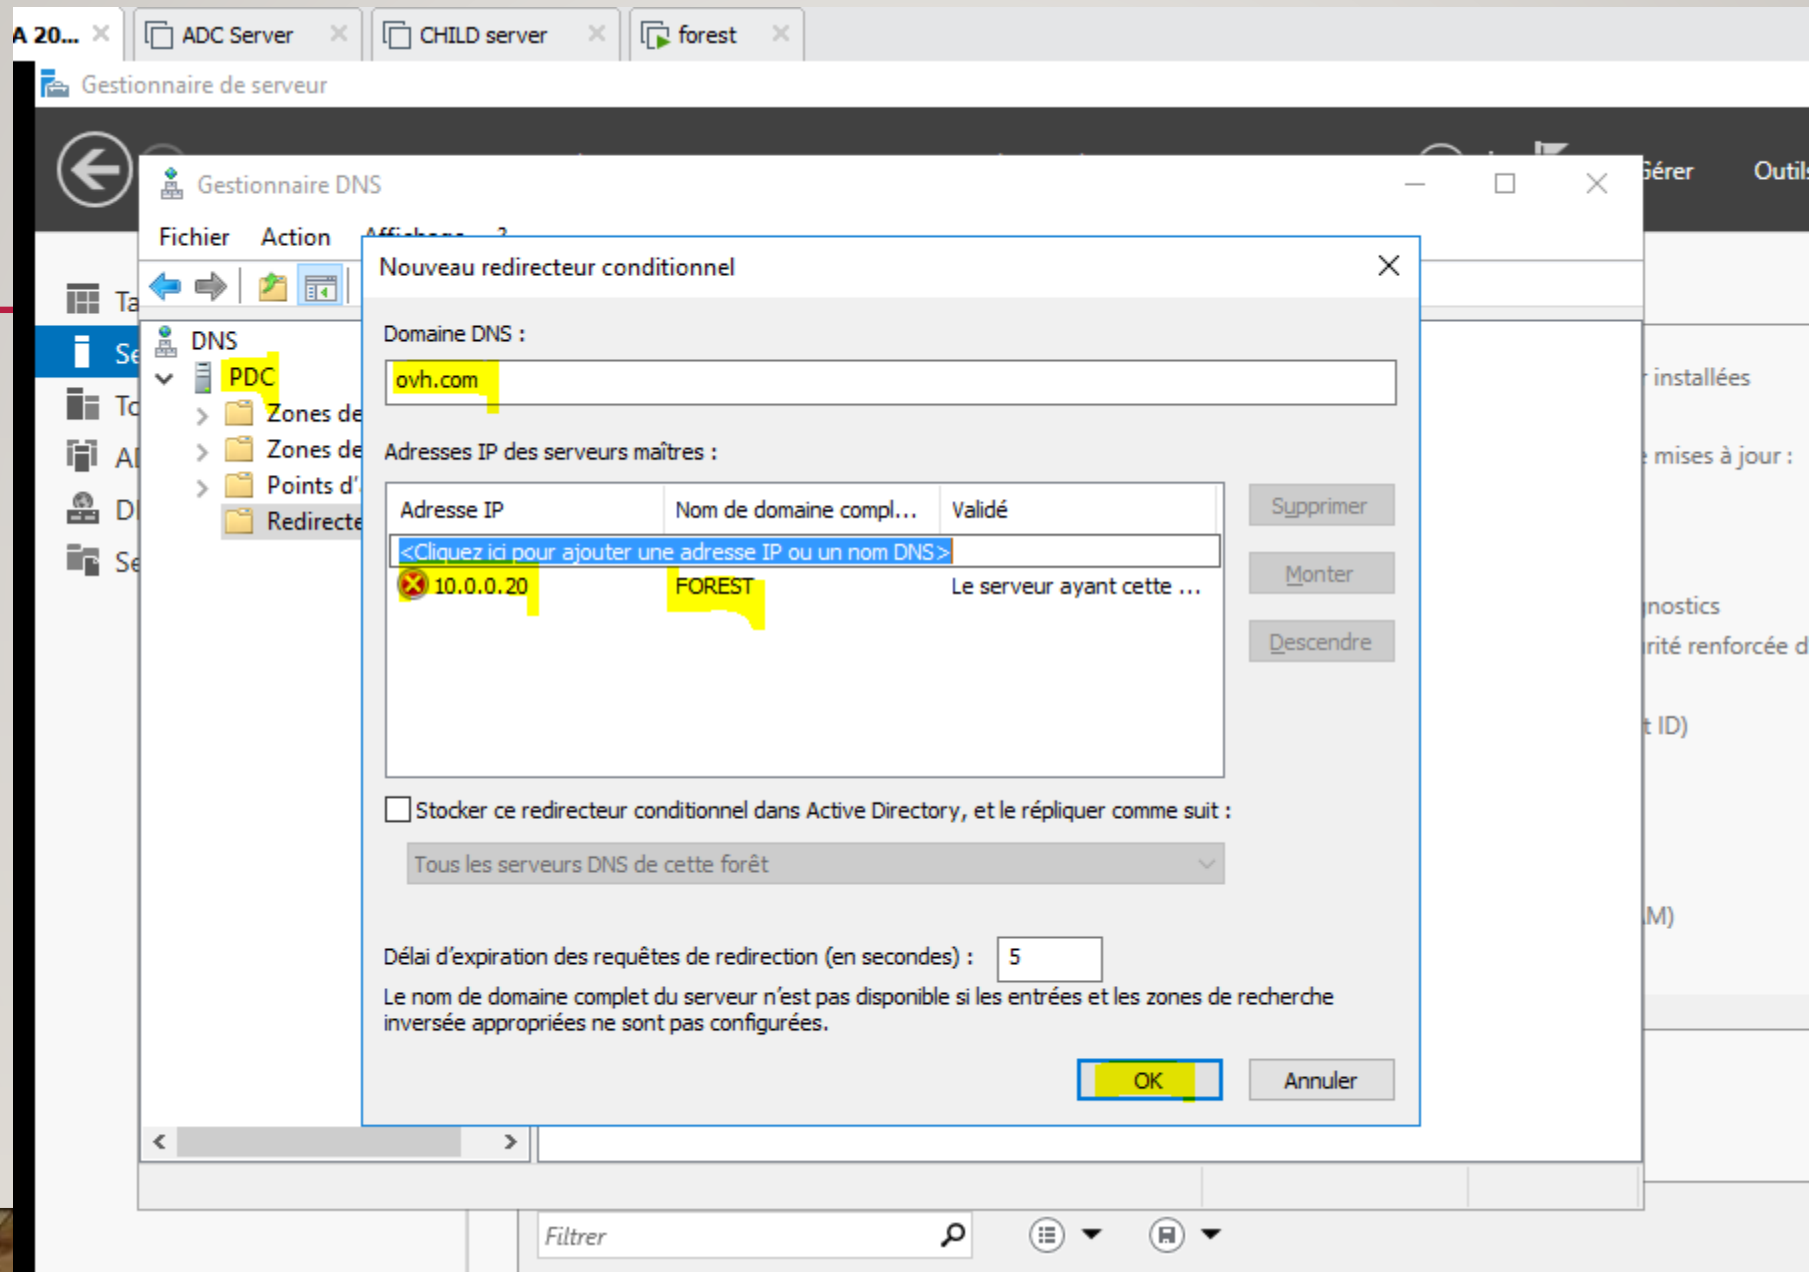 A 20...
ADC Server
CHILD server
forest
Gestionnaire de serveur
Gestionnaire DNS
Gérer
Outils
Fichier Action Affichage ?
Nouveau redirecteur conditionnel
Domaine DNS :
DNS
PDC
ovh.com
r installées
Zones de
Zones de
Adresses IP des serveurs maîtres :
e mises à jour :
Points d'
Adresse IP
Nom de domaine compl...
Validé
Supprimer
Redirecte
<Cliquez ici pour ajouter une adresse IP ou un nom DNS>
Monter
10.0.0.20
FOREST
Le serveur ayant cette ...
gnostics
Descendre
rité renforcée d
t ID)
Stocker ce redirecteur conditionnel dans Active Directory, et le répliquer comme suit :
Tous les serveurs DNS de cette forêt
AM)
Délai d'expiration des requêtes de redirection (en secondes) :
5
Le nom de domaine complet du serveur n'est pas disponible si les entrées et les zones de recherche
inversée appropriées ne sont pas configurées.
OK
Annuler
Filtrer